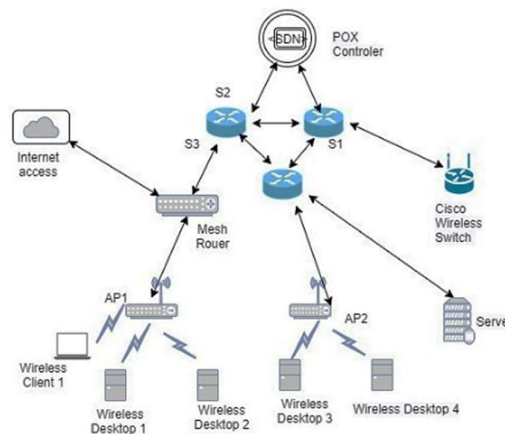 <SDN>
POX
Controler
S2
S3
S1
Internet
access
Mesh
Rouer
Cisco
Wireless
Switch
AP1
AP2
Serve
Wireless
Client 1
Wireless
Desktop 1
Wireless
Desktop 2
Wireless
Desktop 3
Wireless Desktop 4